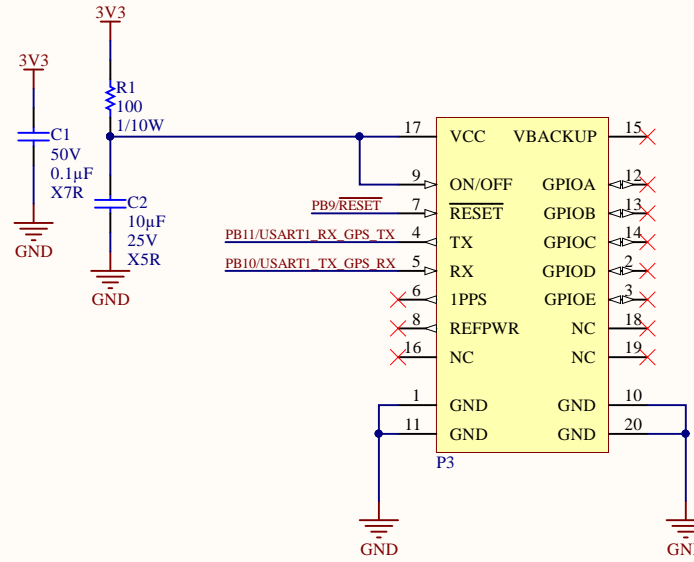 3V3
3V3
R1
100
1/10W
C1
50V
0.1µF
X7R
GND
C2
10µF
25V
X5R
GND
17 VCC VBACKUP 15
9 ON/OFF GPIOA 12
PB9/RESET 7 RESET GPIOB 13
PB11/USART1_RX_GPS_TX 4 TX GPIOC 14
PB10/USART1_TX_GPS_RX 5 RX GPIOD 2
6 1PPS GPIOE 3
8 REFPWR NC 18
16 NC NC 19
1 GND GND 10
11 GND GND 20
P3
GND
GND